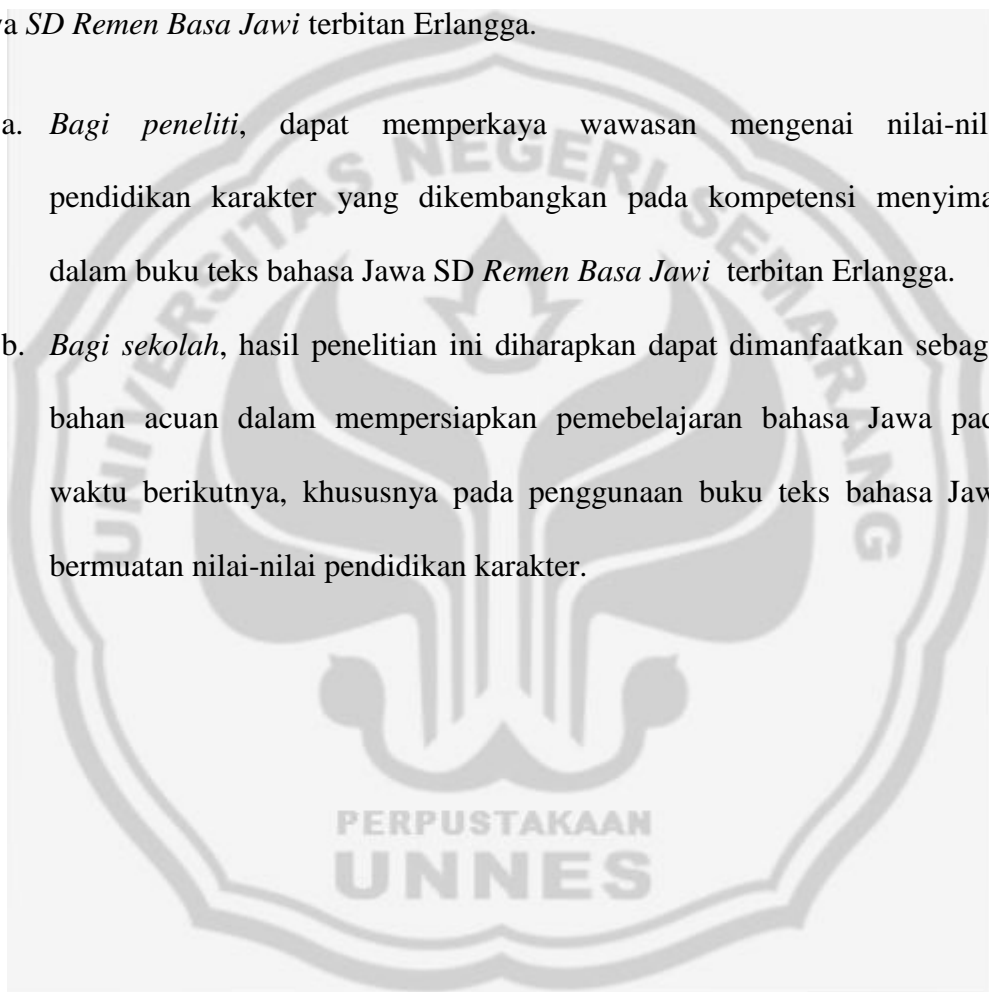 a SD Remen Basa Jawi terbitan Erlangga.
a. Bagi peneliti, dapat memperkaya wawasan mengenai nilai-nil
pendidikan karakter yang dikembangkan pada kompetensi menyima
dalam buku teks bahasa Jawa SD Remen Basa Jawi terbitan Erlangga.
b. Bagi sekolah, hasil penelitian ini diharapkan dapat dimanfaatkan sebag
bahan acuan dalam mempersiapkan pemebelajaran bahasa Jawa pad
waktu berikutnya, khususnya pada penggunaan buku teks bahasa Jaw
bermuatan nilai-nilai pendidikan karakter.
UNIVERSITAS NEGERI SEMARANG
PERPUSTAKAAN
UNNES